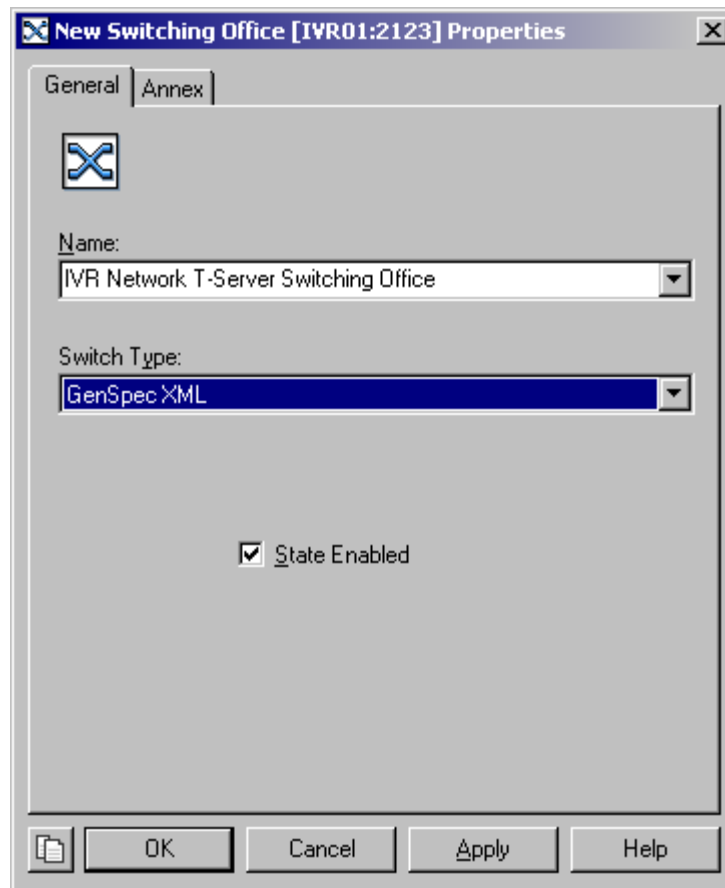 New Switching Office [IVR01:2123] Properties
General Annex
Name:
IVR Network T-Server Switching Office
Switch Type:
GenSpec XML
State Enabled
OK Cancel Apply Help